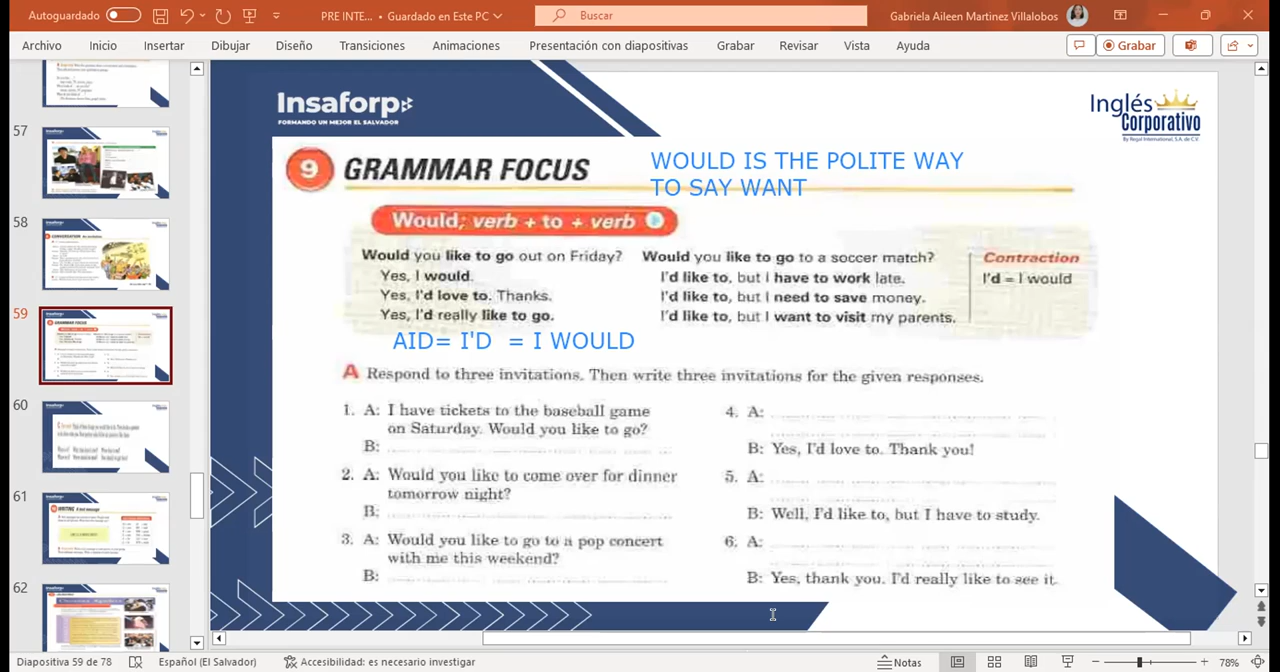 Autoguardado
PRE INTE... • Guardado en Este PC
Buscar
Gabriela Aileen Martinez Villalobos
Archivo Inicio Insertar Dibujar Diseño Transiciones Animaciones Presentación con diapositivas Grabar Revisar Vista Ayuda
Grabar
57
58
59
60
61
62
Insaforp
FORMANDO UN MEJOR EL SALVADOR
Inglés
Corporativo
By Regal International, S.A. de C.V.
9 GRAMMAR FOCUS
WOULD IS THE POLITE WAY
TO SAY WANT
Would; verb + to + verb
Would you like to go out on Friday?
Yes, I would.
Yes, I'd love to. Thanks.
Yes, I'd really like to go.
Would you like to go to a soccer match?
I'd like to, but I have to work late.
I'd like to, but I need to save money.
I'd like to, but I want to visit my parents.
Contraction
I'd = I would
AID= I'D = I WOULD
A Respond to three invitations. Then write three invitations for the given responses.
1. A: I have tickets to the baseball game
on Saturday. Would you like to go?
B:
2. A: Would you like to come over for dinner
tomorrow night?
B:
3. A: Would you like to go to a pop concert
with me this weekend?
B:
4. A:
B: Yes, I'd love to. Thank you!
5. A:
B: Well, I'd like to, but I have to study.
6. A:
B: Yes, thank you. I'd really like to see it.
Diapositiva 59 de 78
Español (El Salvador)
Accesibilidad: es necesario investigar
Notas
78%